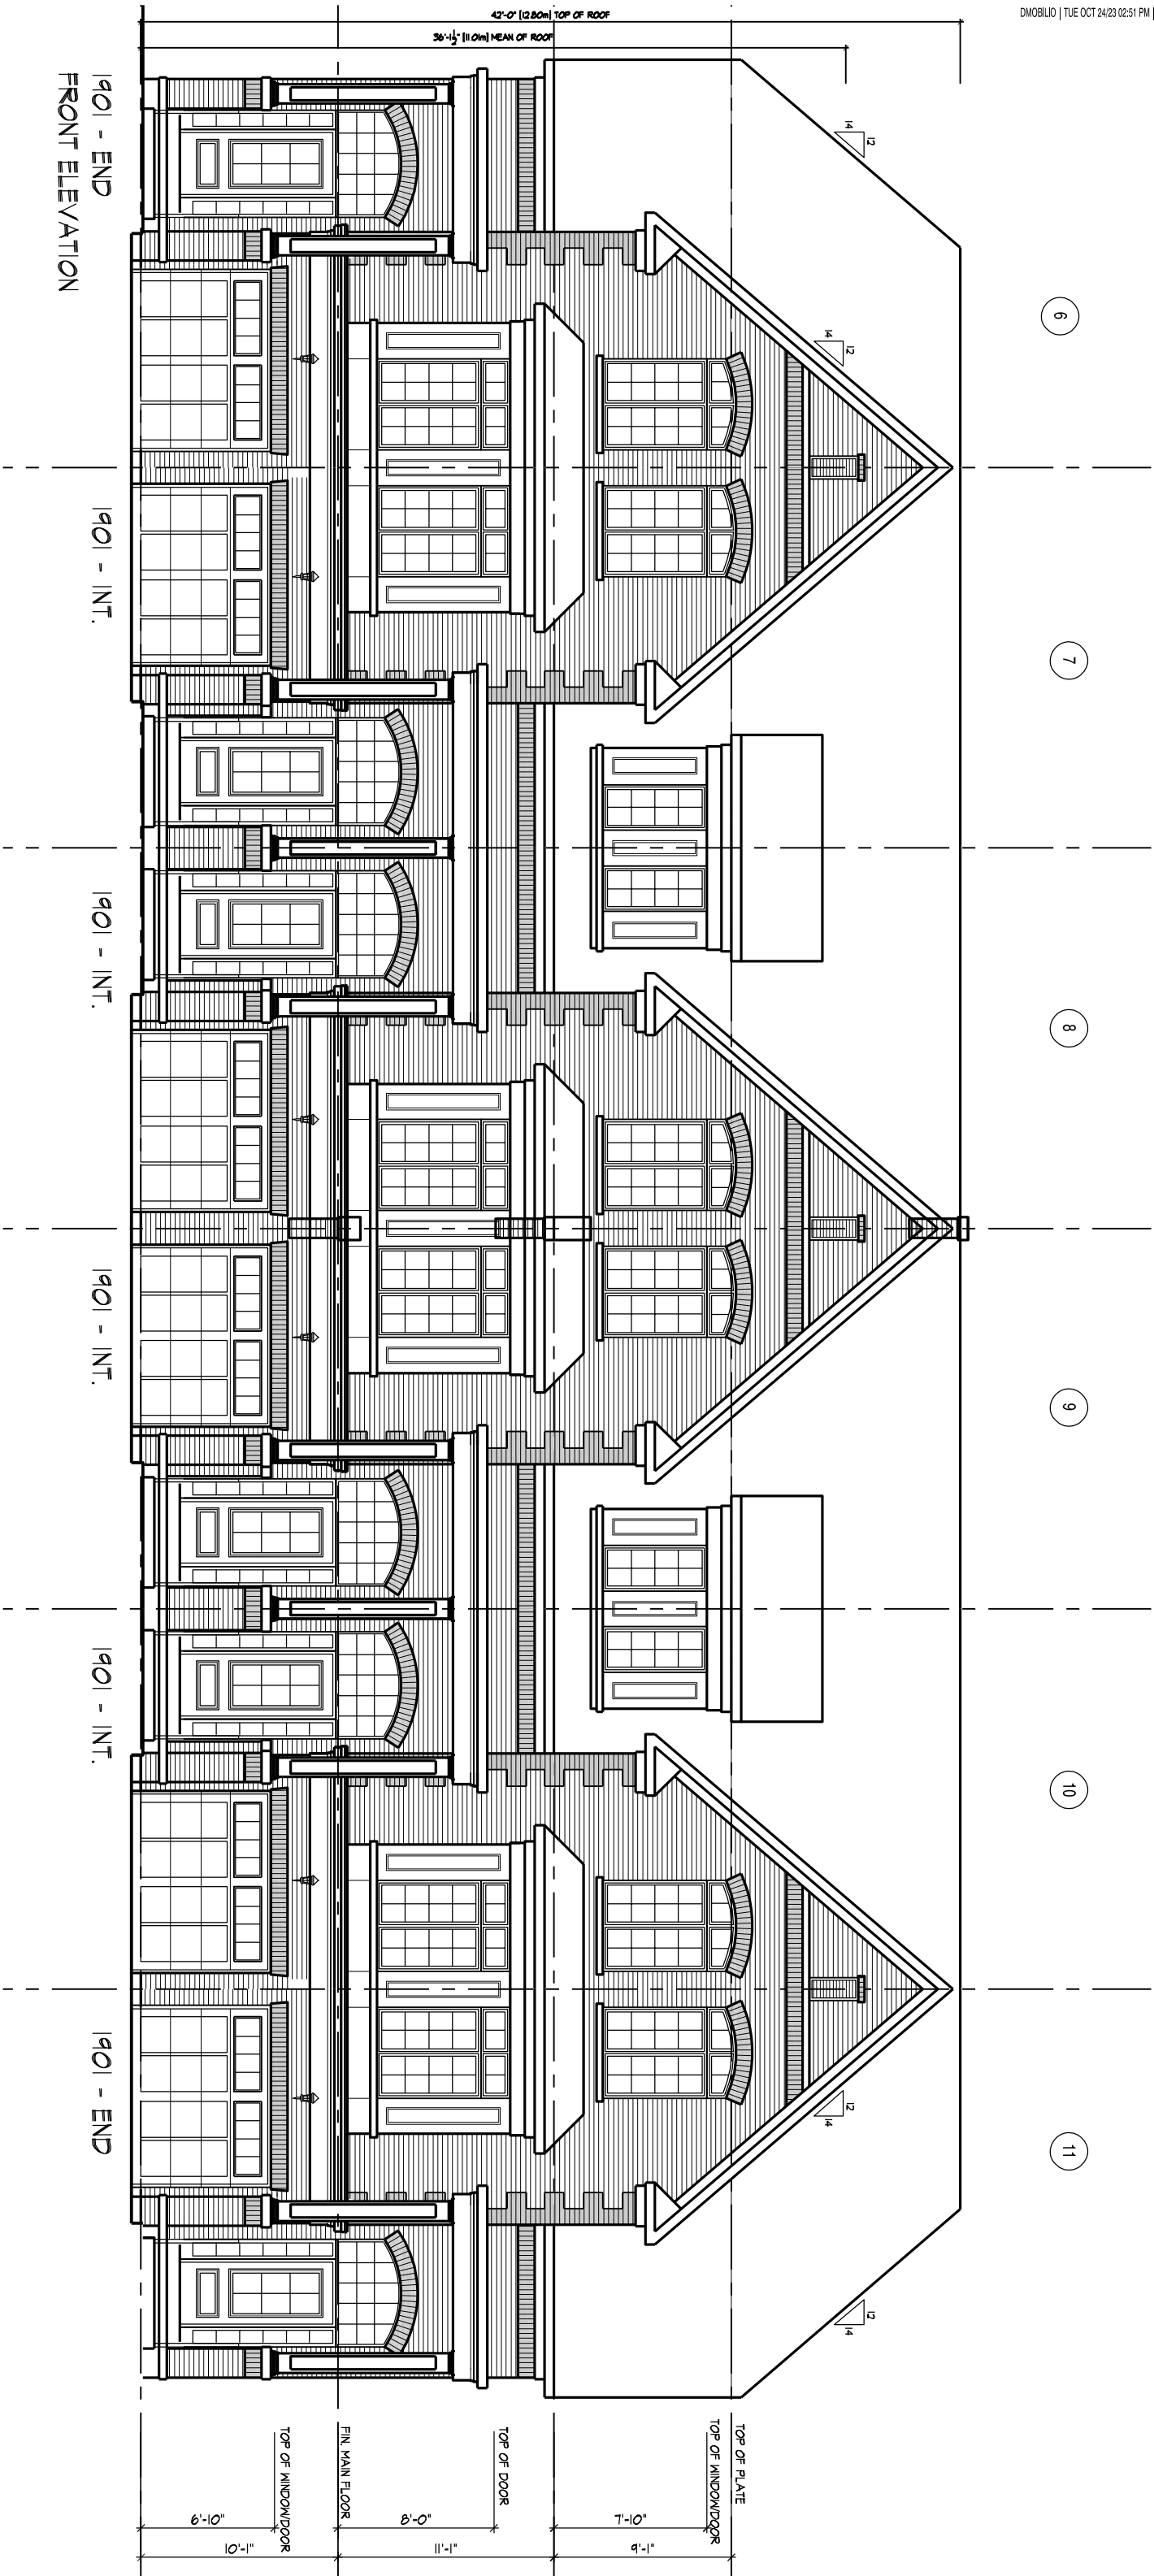 DMOBILIO | TUE OCT 24/23 02:51 PM |
42'-0" [12.80m] TOP OF ROOF
36'-1½" [11.01m] MEAN OF ROOF
6
7
8
9
10
11
12
14
12
14
12
14
12
14
TOP OF PLATE
TOP OF WINDOW/DOOR
TOP OF DOOR
FIN. MAIN FLOOR
TOP OF WINDOW/DOOR
7'-10"
9'-1"
8'-0"
11'-1"
6'-10"
10'-1"
1901 - END
1901 - INT.
1901 - INT.
1901 - INT.
1901 - INT.
1901 - END
FRONT ELEVATION